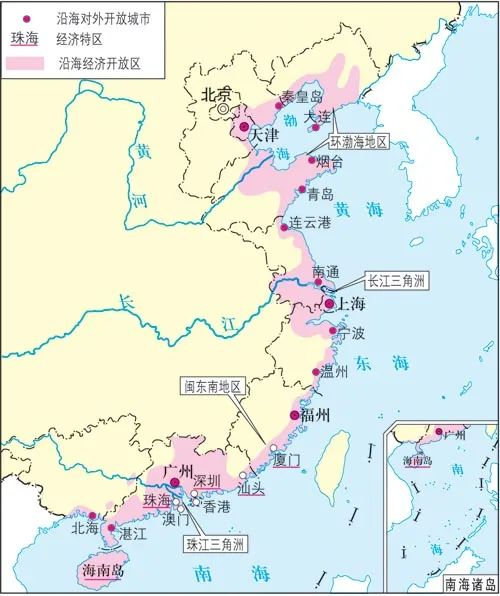 沿海对外开放城市
珠海 经济特区
沿海经济开放区
北京
秦皇岛
渤
大连
天津
环渤海地区
海
烟台
黄
河
青岛
黄海
连云港
南通
长江三角洲
长
江
上海
宁波
东海
温州
闽东南地区
福州
厦门
广州
深圳
汕头
珠海
香港
澳门
北海
湛江
珠江三角洲
海南岛
南海
广州
海南岛
南
海
南海诸岛